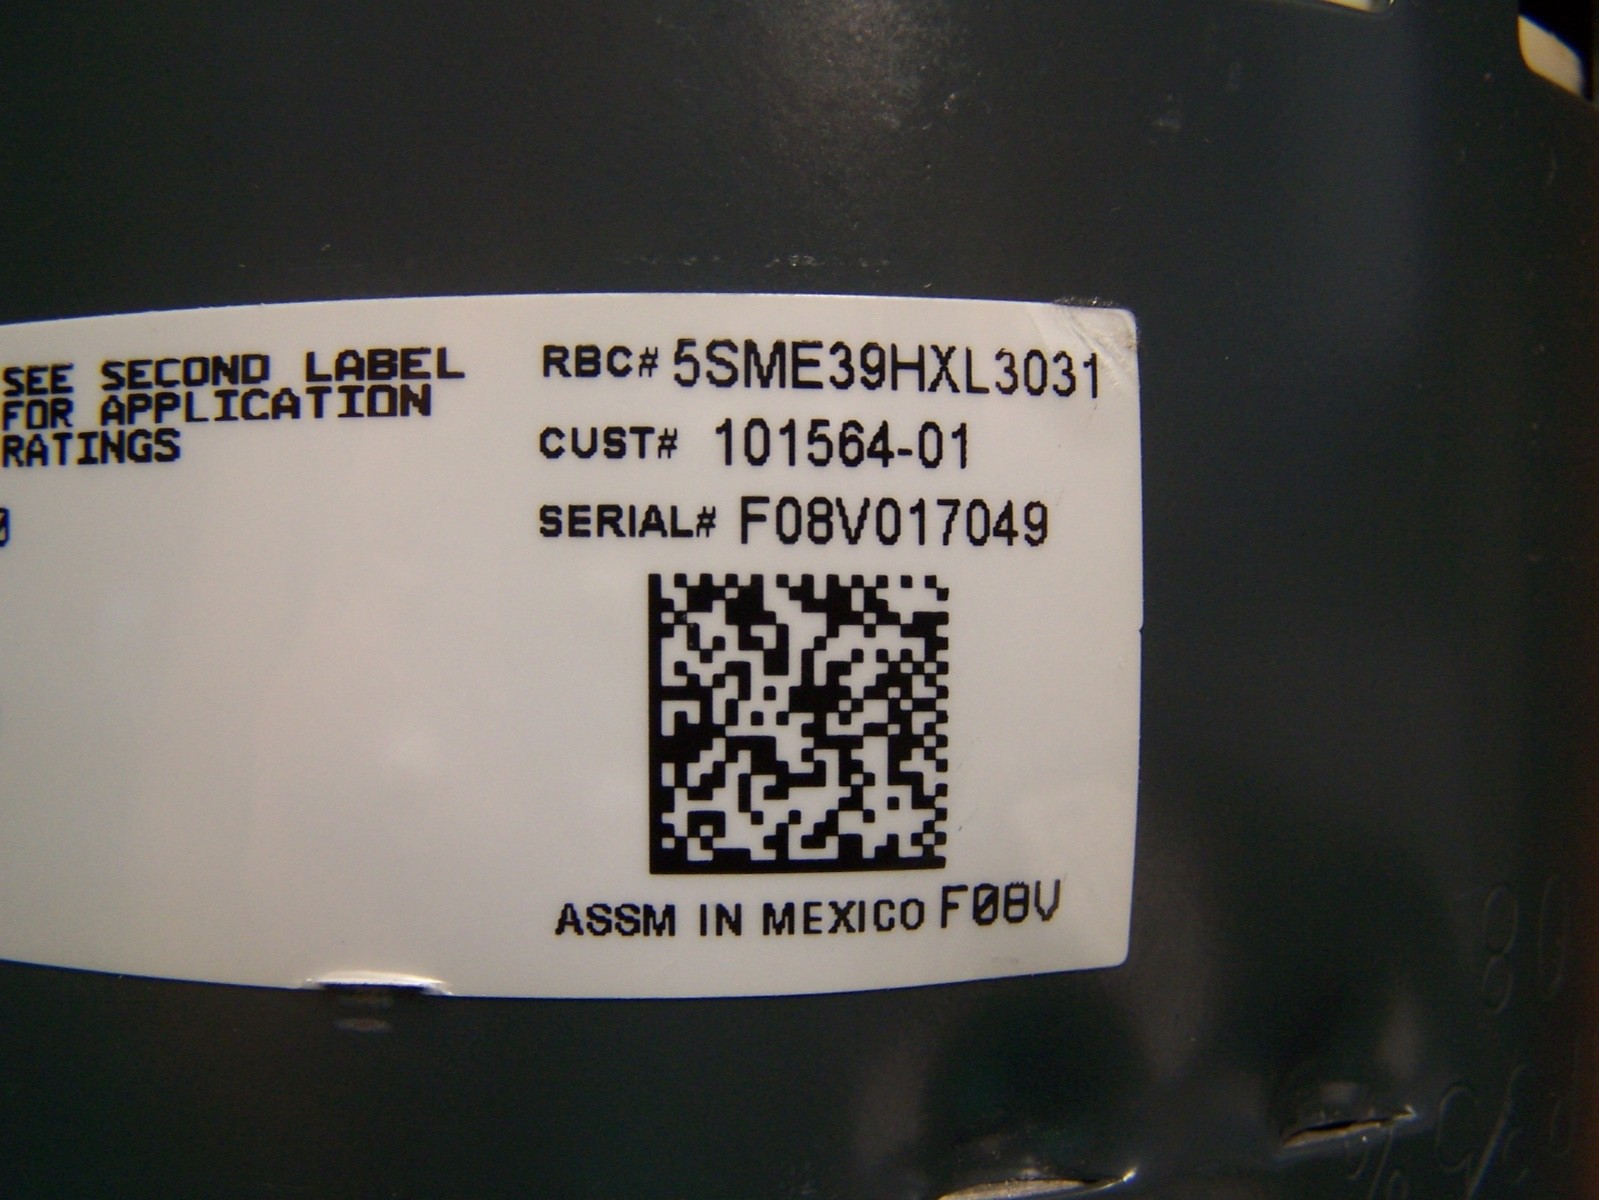 SEE SECOND LABEL
FOR APPLICATION
RATINGS
RBC# 5SME39HXL3031
CUST# 101564-01
SERIAL# F08V017049
ASSM IN MEXICO F08V